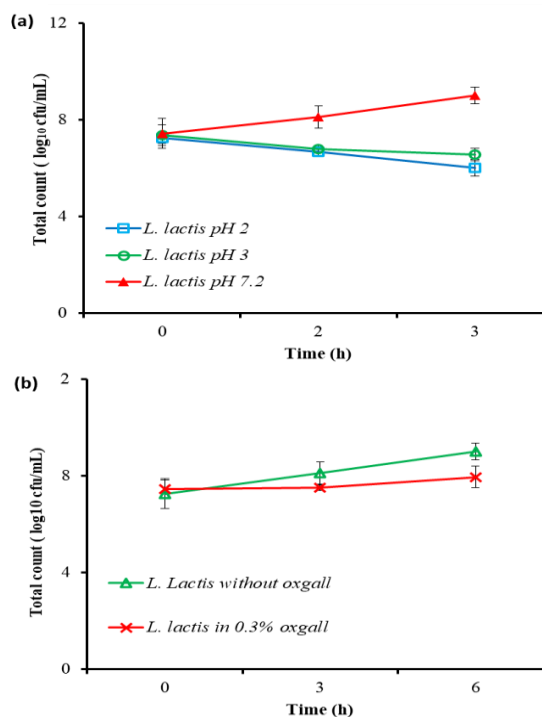 (a)
12
8
4
0
Total count ( log10 cfu/mL)
L. lactis pH 2
L. lactis pH 3
L. lactis pH 7.2
0 2 3
Time (h)
(b)
2
8
4
0
Total count ( log10 cfu/mL)
L. Lactis without oxgall
L. lactis in 0.3% oxgall
0 3 6
Time (h)